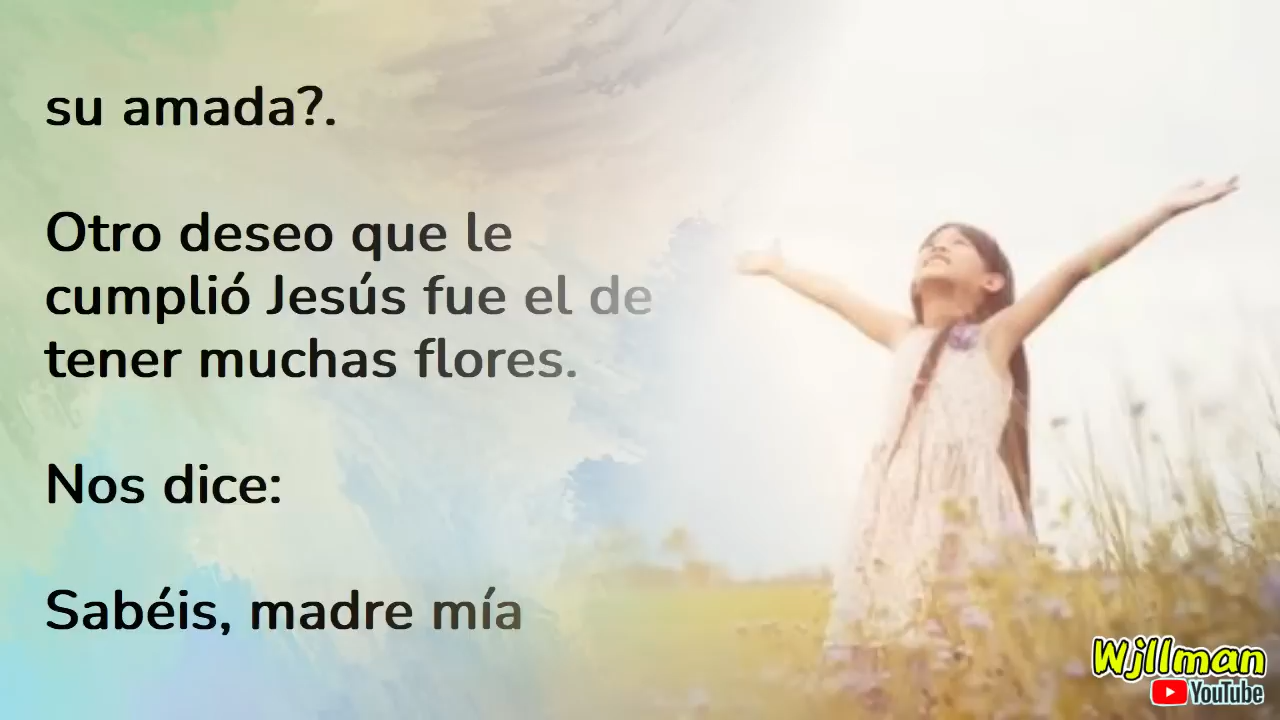 su amada?.
Otro deseo que le
cumplió Jesús fue el de
tener muchas flores.
Nos dice:
Sabéis, madre mía
Wjllman
YouTube